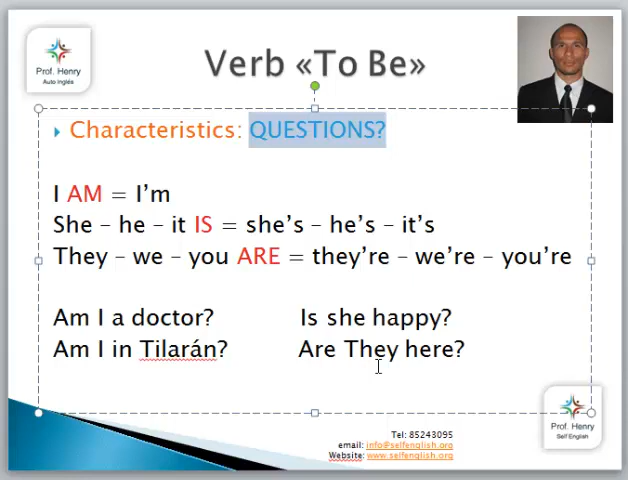 Prof. Henry
Auto Inglés
Verb «To Be»
Characteristics: QUESTIONS?
I AM = I'm
She – he – it IS = she's – he's – it's
They – we – you ARE = they're – we're – you're
Am I a doctor? Is she happy?
Am I in Tilarán? Are They here?
Prof. Henry
Self English
Tel: 85243095
email: info@selfenglish.org
Website: www.selfenglish.org